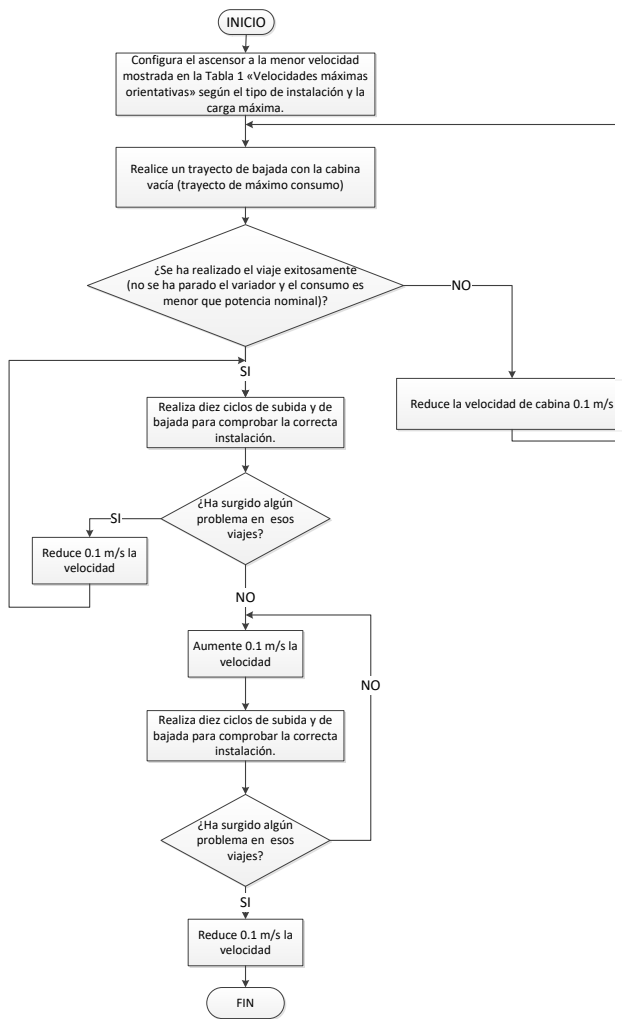 INICIO
Configura el ascensor a la menor velocidad
mostrada en la Tabla 1 «Velocidades máximas
orientativas» según el tipo de instalación y la
carga máxima.
Realice un trayecto de bajada con la cabina
vacía (trayecto de máximo consumo)
¿Se ha realizado el viaje exitosamente
(no se ha parado el variador y el consumo es
menor que potencia nominal)?
NO
Reduce la velocidad de cabina 0.1 m/s
SI
Realiza diez ciclos de subida y de
bajada para comprobar la correcta
instalación.
¿Ha surgido algún
problema en esos
viajes?
SI
Reduce 0.1 m/s la
velocidad
NO
Aumente 0.1 m/s la
velocidad
NO
Realiza diez ciclos de subida y de
bajada para comprobar la correcta
instalación.
¿Ha surgido algún
problema en esos
viajes?
SI
Reduce 0.1 m/s la
velocidad
FIN